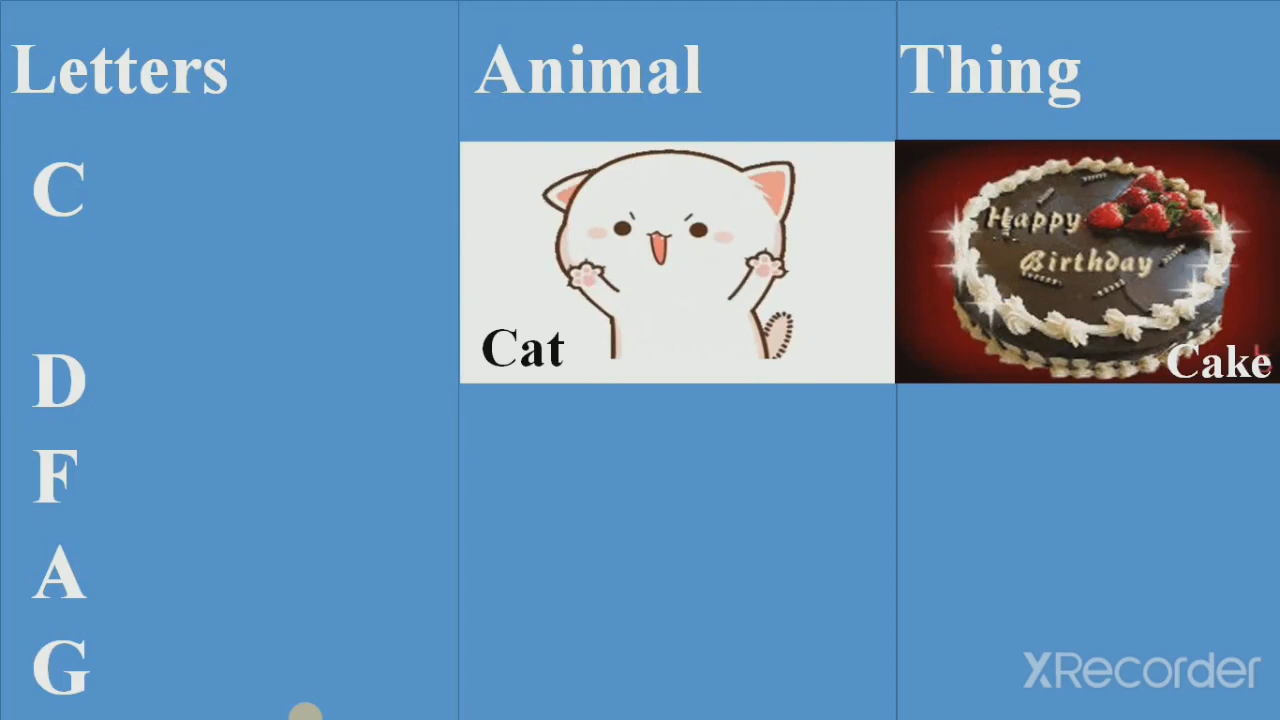 Letters Animal Thing
C
Happy
Birthday
Cat
Cake
D
F
A
G
XRecorder